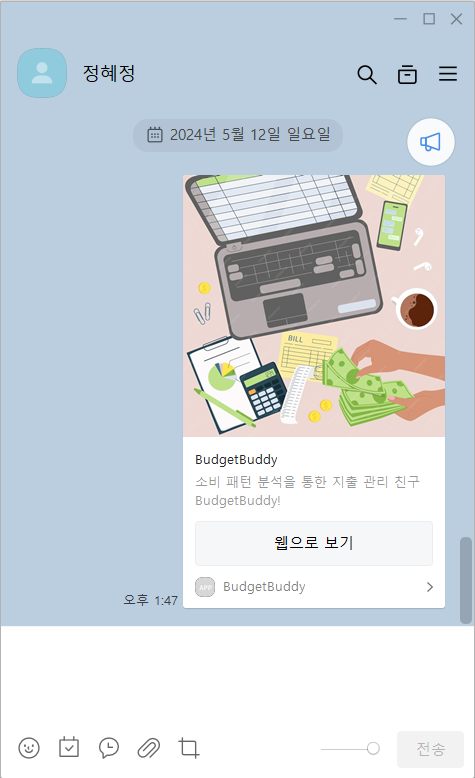 정혜정
2024년 5월 12일 일요일
BILL
BudgetBuddy
소비 패턴 분석을 통한 지출 관리 친구
BudgetBuddy!
웹으로 보기
APP BudgetBuddy
오후 1:47
전송